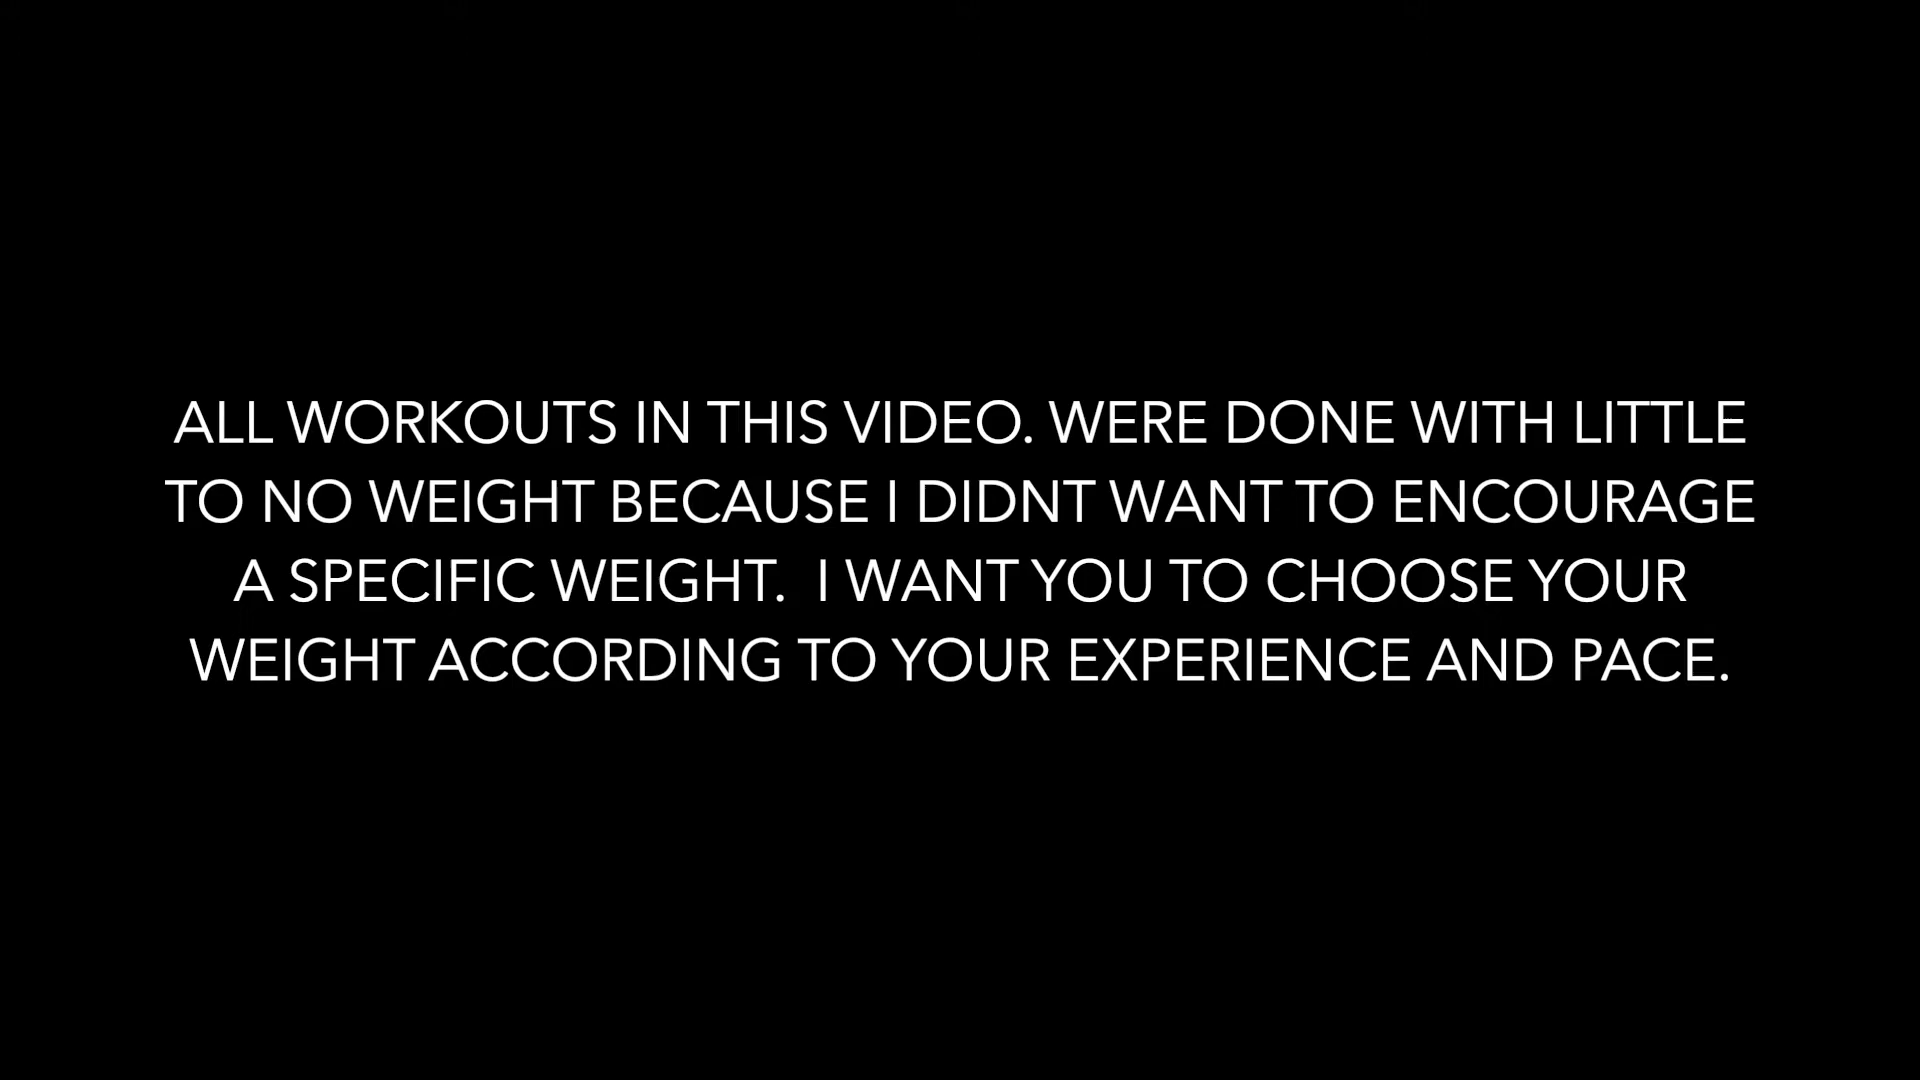 ALL WORKOUTS IN THIS VIDEO. WERE DONE WITH LITTLE
TO NO WEIGHT BECAUSE I DIDNT WANT TO ENCOURAGE
A SPECIFIC WEIGHT.  I WANT YOU TO CHOOSE YOUR
WEIGHT ACCORDING TO YOUR EXPERIENCE AND PACE.